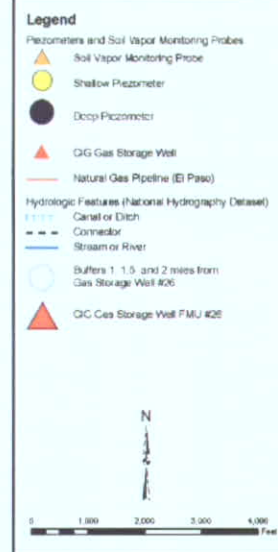 Legend
Piezometers and Soil Vapor Monitoring Probes
Soil Vapor Monitoring Probe
Shallow Piezometer
Deep Piezometer
CIG Gas Storage Well
Natural Gas Pipeline (El Paso)
Hydrologic Features (National Hydrography Dataset)
Canal or Ditch
Connector
Stream or River
Buffers 1, 1.5, and 2 miles from
Gas Storage Well #26
CIG Gas Storage Well FMU #26
N
0 1,000 2,000 3,000 4,000
Feet